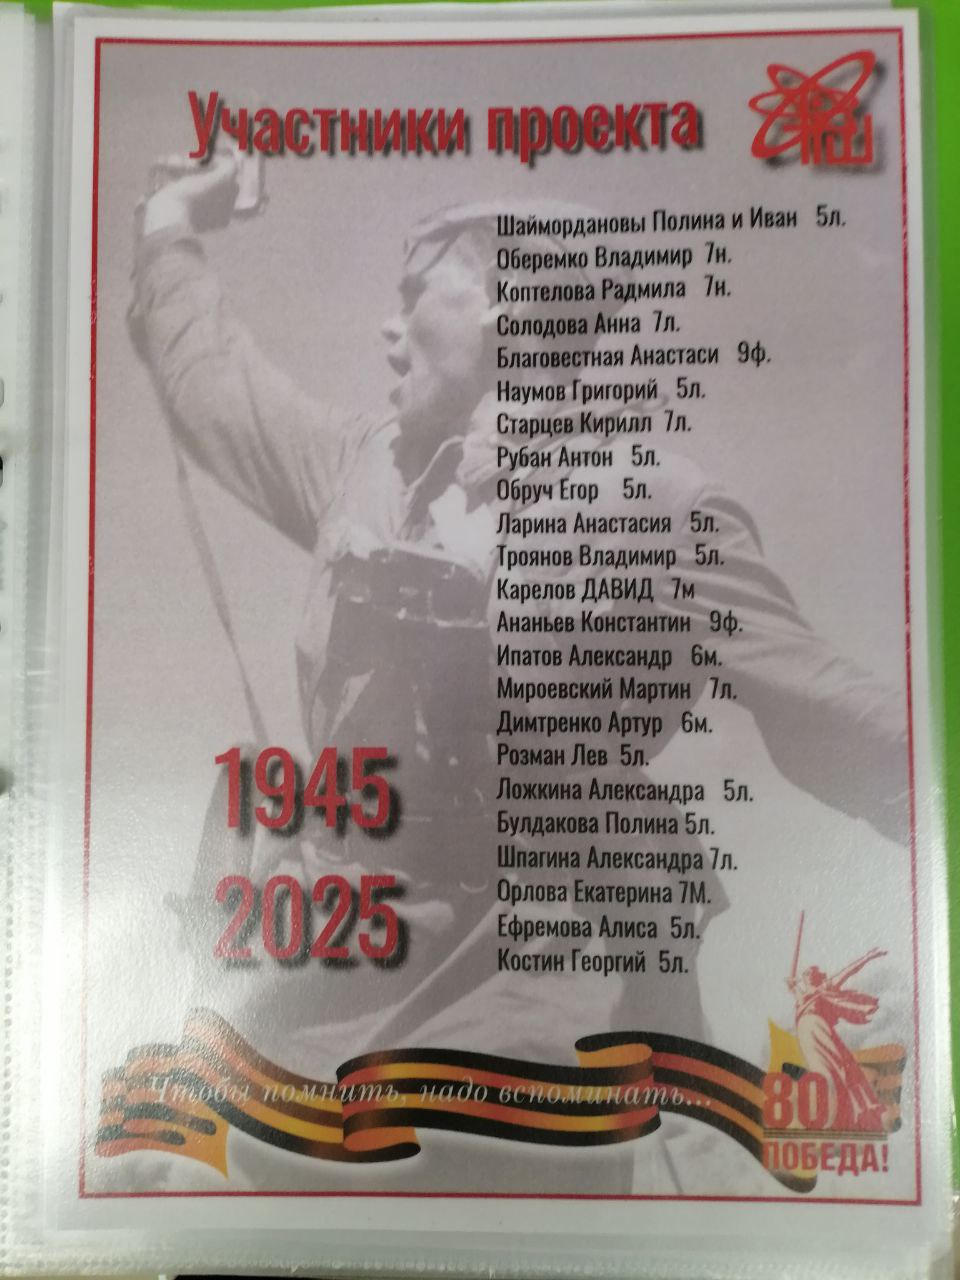 Участники проекта
Шаймордановы Полина и Иван 5л.
Оберемко Владимир 7н.
Коптелова Радмила 7н.
Солодова Анна 7л.
Благовестная Анастаси 9ф.
Наумов Григорий 5л.
Старцев Кирилл 7л.
Рубан Антон 5л.
Обруч Егор 5л.
Ларина Анастасия 5л.
Троянов Владимир 5л.
Карелов ДАВИД 7м
Ананьев Константин 9ф.
Ипатов Александр 6м.
Мироевский Мартин 7л.
Димтренко Артур 6м.
Розман Лев 5л.
Ложкина Александра 5л.
Булдакова Полина 5л.
Шпагина Александра 7л.
Орлова Екатерина 7М.
Ефремова Алиса 5л.
Костин Георгий 5л.
1945
2025
Чтобы помнить, надо вспоминать...
80
ПОБЕДА!